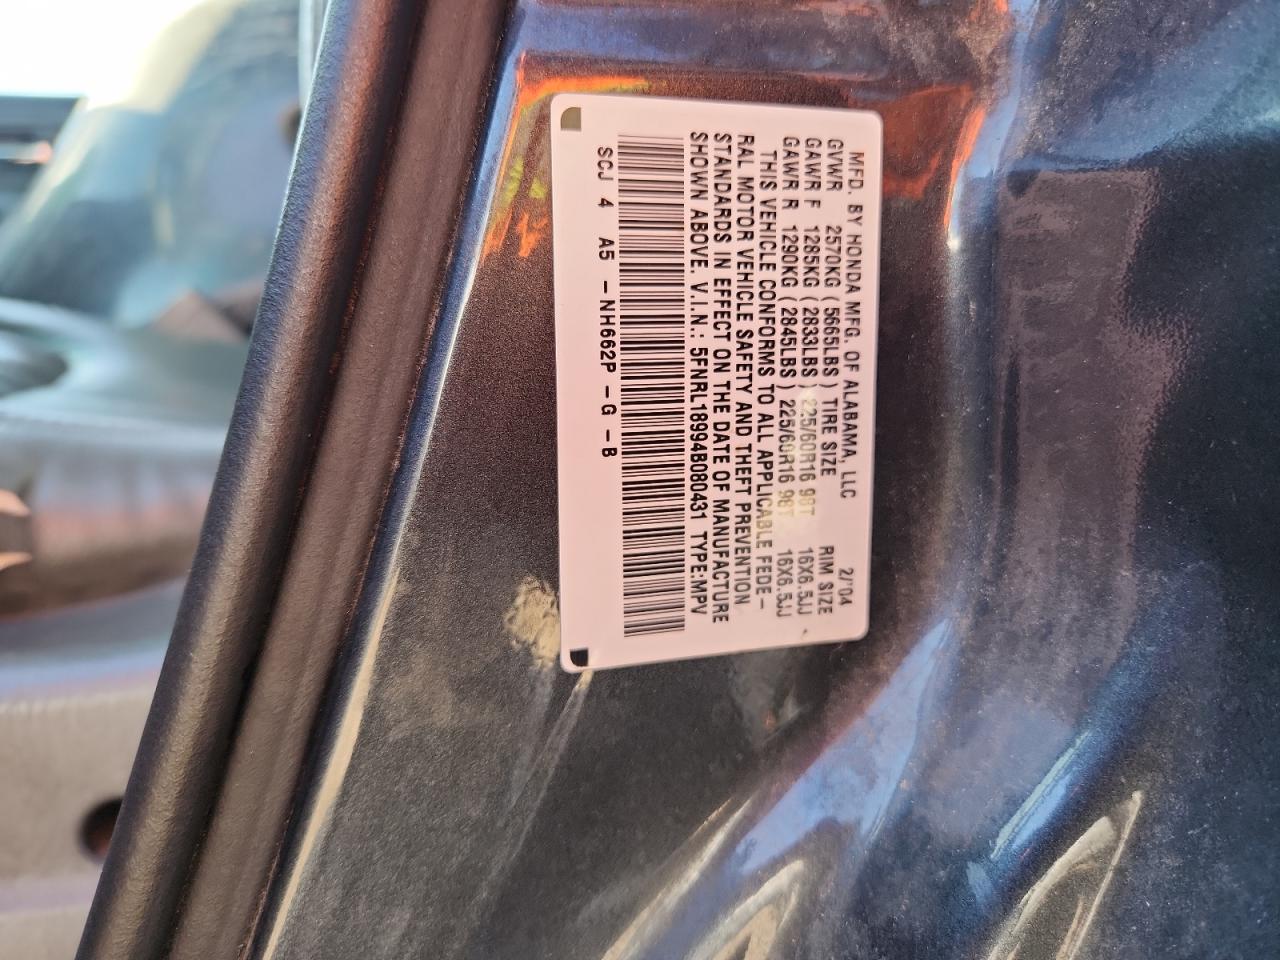 MFD. BY HONDA MFG. OF ALABAMA, LLC 2/'04
GVWR 2570KG (5665LBS) TIRE SIZE RIM SIZE
GAWR F 1285KG (2833LBS) 225/60R16 98T 16X6.5JJ
GAWR R 1290KG (2845LBS) 225/60R16 98T 16X6.5JJ
THIS VEHICLE CONFORMS TO ALL APPLICABLE FEDE-
RAL MOTOR VEHICLE SAFETY AND THEFT PREVENTION
STANDARDS IN EFFECT ON THE DATE OF MANUFACTURE
SHOWN ABOVE. V.I.N.: 5FNRL18994B080431 TYPE:MPV
SCJ 4 A5 -NH662P -G -B